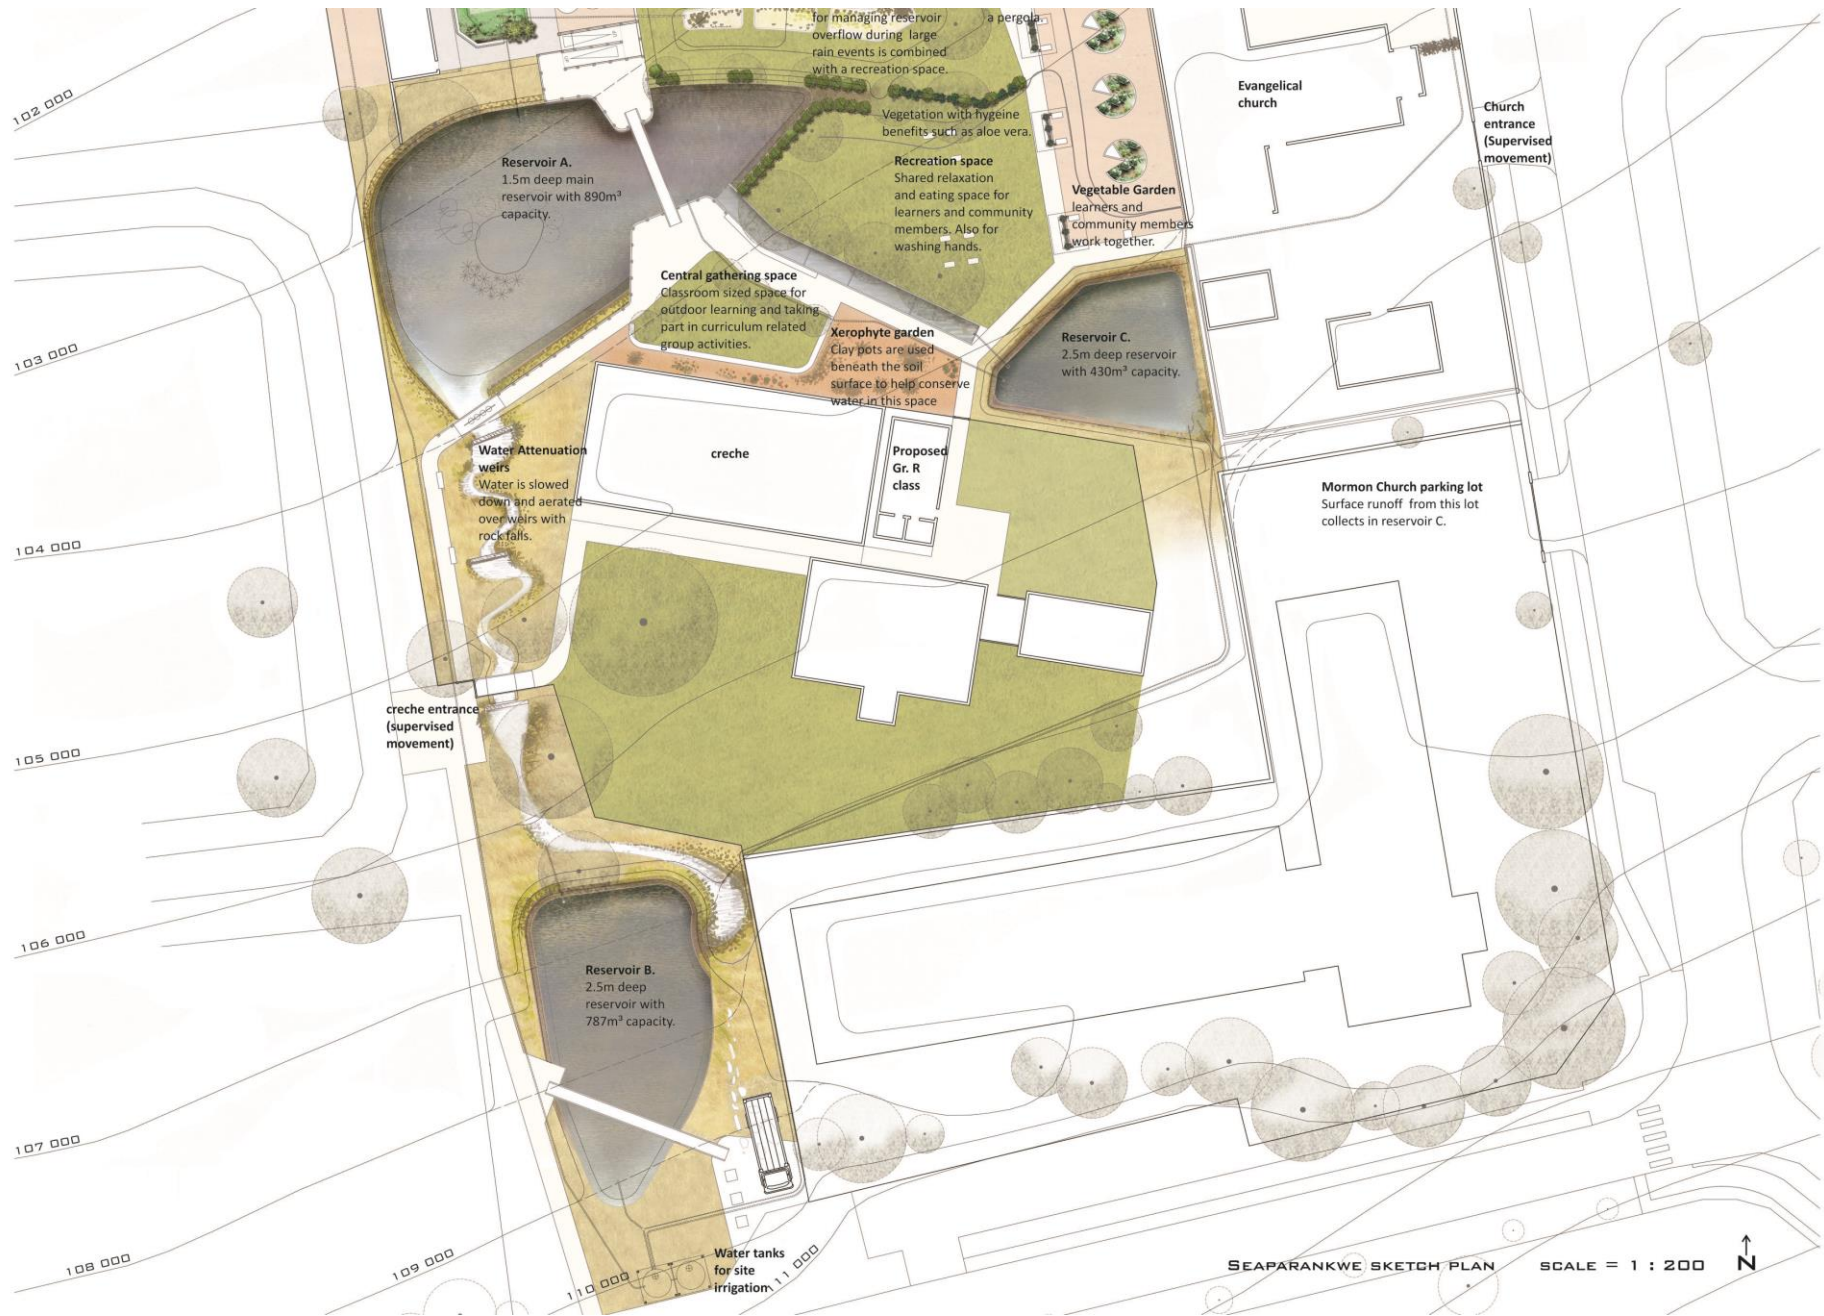 for managing reservoir
overflow during large
rain events is combined
with a recreation space.
a pergola.
102 000
Evangelical
church
Church
entrance
(Supervised
movement)
Vegetation with hygeine
benefits such as aloe vera.
Reservoir A.
1.5m deep main
reservoir with 890m³
capacity.
Recreation space
Shared relaxation
and eating space for
learners and community
members. Also for
washing hands.
Vegetable Garden
learners and
community members
work together.
Central gathering space
Classroom sized space for
outdoor learning and taking
part in curriculum related
group activities.
Xerophyte garden
Clay pots are used
beneath the soil
surface to help conserve
water in this space
Reservoir C.
2.5m deep reservoir
with 430m³ capacity.
103 000
Water Attenuation
weirs
Water is slowed
down and aerated
over weirs with
rock falls.
creche
Proposed
Gr. R
class
Mormon Church parking lot
Surface runoff from this lot
collects in reservoir C.
104 000
creche entrance
(supervised
movement)
105 000
106 000
Reservoir B.
2.5m deep
reservoir with
787m³ capacity.
107 000
108 000
109 000
110 000
Water tanks
for site
irrigation
111 000
Seaparankwe sketch plan
scale = 1 : 200
N